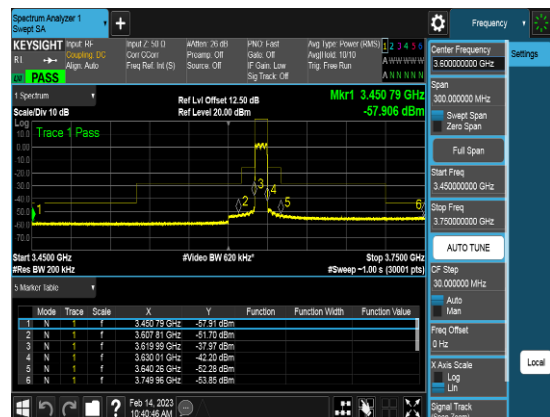 Spectrum Analyzer 1
Swept SA
+
Frequency
KEYSIGHT
Input: RF
Coupling: DC
Align: Auto
Input Z: 50 Ω
Corr CCorr
Freq Ref: Int (S)
#Atten: 26 dB
Preamp: Off
Source: Off
PNO: Fast
Gate: Off
IF Gain: Low
Sig Track: Off
Avg Type: Power (RMS)
Avg|Hold: 10/10
Trig: Free Run
1 2 3 4 5 6
A W W W W W
A N N N N N
PASS
1 Spectrum
Scale/Div 10 dB
Ref Lvl Offset 12.50 dB
Ref Level 20.00 dBm
Mkr1 3.450 79 GHz
-57.906 dBm
Log
Trace 1 Pass
10.0
0.0
-10.0
-20.0
-30.0
-40.0
-50.0
-60.0
-70.0
1
2
3
4
5
6
Start 3.4500 GHz
#Res BW 200 kHz
#Video BW 620 kHz*
Stop 3.7500 GHz
#Sweep ~1.00 s (30001 pts)
5 Marker Table
Mode Trace Scale X Y Function Function Width Function Value
1 N 1 f 3.450 79 GHz -57.91 dBm
2 N 1 f 3.607 81 GHz -51.70 dBm
3 N 1 f 3.619 99 GHz -37.97 dBm
4 N 1 f 3.630 01 GHz -42.20 dBm
5 N 1 f 3.640 26 GHz -52.28 dBm
6 N 1 f 3.749 96 GHz -53.85 dBm
Feb 14, 2023
10:40:46 AM
Center Frequency
3.600000000 GHz
Settings
Span
300.000000 MHz
Swept Span
Zero Span
Full Span
Start Freq
3.450000000 GHz
Stop Freq
3.750000000 GHz
AUTO TUNE
CF Step
30.000000 MHz
Auto
Man
Freq Offset
0 Hz
X Axis Scale
Log
Lin
Local
Signal Track